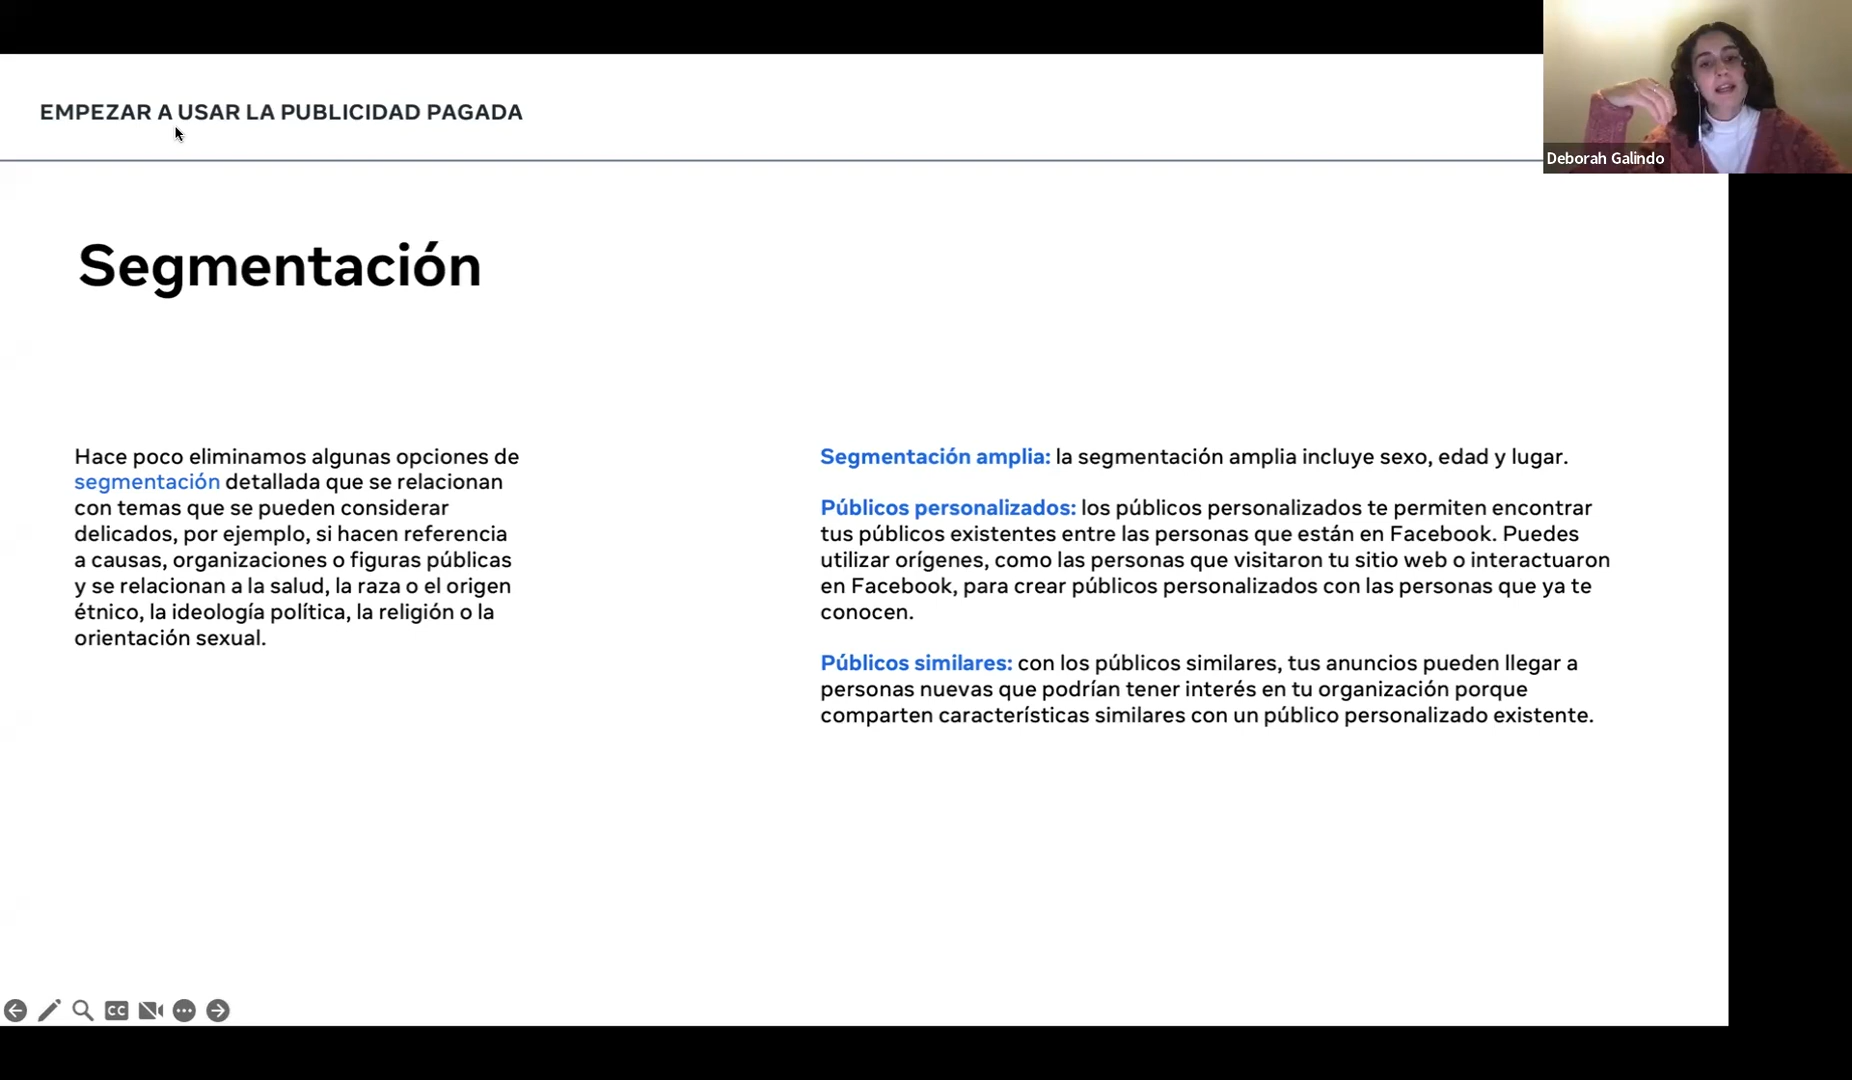 EMPEZAR A USAR LA PUBLICIDAD PAGADA
Deborah Galindo
Segmentación
Hace poco eliminamos algunas opciones de
segmentación detallada que se relacionan
con temas que se pueden considerar
delicados, por ejemplo, si hacen referencia
a causas, organizaciones o figuras públicas
y se relacionan a la salud, la raza o el origen
étnico, la ideología política, la religión o la
orientación sexual.
Segmentación amplia: la segmentación amplia incluye sexo, edad y lugar.
Públicos personalizados: los públicos personalizados te permiten encontrar
tus públicos existentes entre las personas que están en Facebook. Puedes
utilizar orígenes, como las personas que visitaron tu sitio web o interactuaron
en Facebook, para crear públicos personalizados con las personas que ya te
conocen.
Públicos similares: con los públicos similares, tus anuncios pueden llegar a
personas nuevas que podrían tener interés en tu organización porque
comparten características similares con un público personalizado existente.
CC